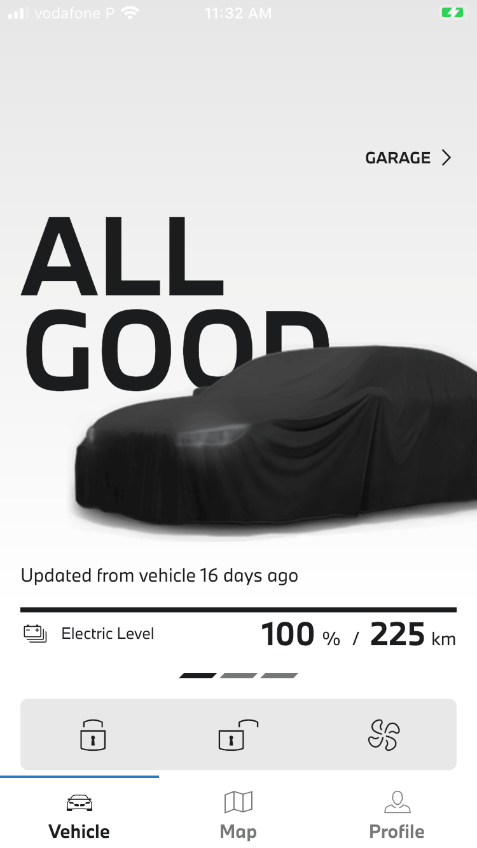 vodafone P
11:32 AM
GARAGE
ALL
GOOD
Updated from vehicle 16 days ago
Electric Level
100 % / 225 km
Vehicle
Map
Profile